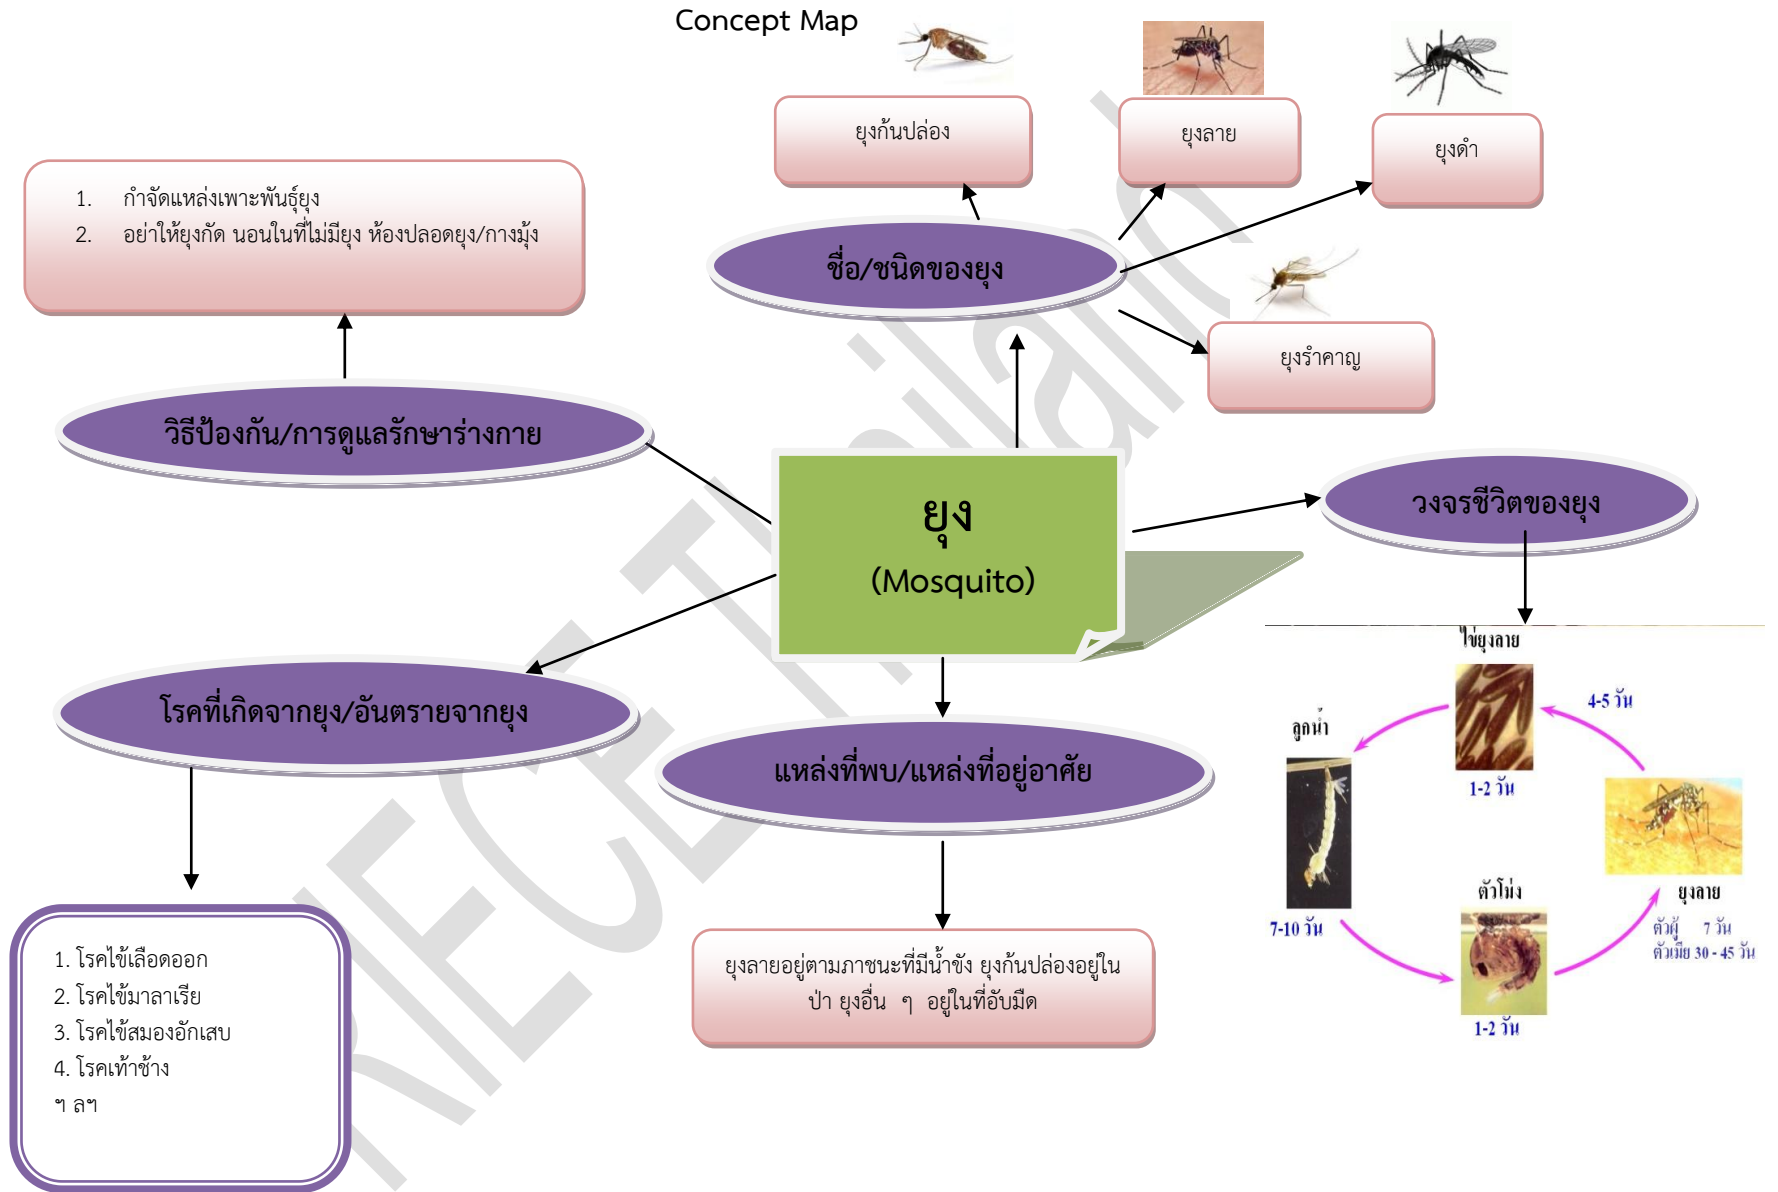 Concept Map
ยุงก้นปล่อง
ยุงลาย
ยุงดำ
1. กำจัดแหล่งเพาะพันธุ์ยุง
2. อย่าให้ยุงกัด นอนในที่ไม่มียุง ห้องปลอดยุง/กางมุ้ง
ชื่อ/ชนิดของยุง
ยุงรำคาญ
วิธีป้องกัน/การดูแลรักษาร่างกาย
ยุง
(Mosquito)
วงจรชีวิตของยุง
โรคที่เกิดจากยุง/อันตรายจากยุง
แหล่งที่พบ/แหล่งที่อยู่อาศัย
ไข่ยุงลาย
4-5 วัน
ลูกน้ำ
1-2 วัน
ตัวโม่ง
ยุงลาย
7-10 วัน
ตัวผู้ 7 วัน
ตัวเมีย 30 - 45 วัน
1-2 วัน
1. โรคไข้เลือดออก
2. โรคไข้มาลาเรีย
3. โรคไข้สมองอักเสบ
4. โรคเท้าช้าง
ฯ ลฯ
ยุงลายอยู่ตามภาชนะที่มีน้ำขัง ยุงก้นปล่องอยู่ใน
ป่า ยุงอื่น ๆ อยู่ในที่อับมืด
RIECE Thailand